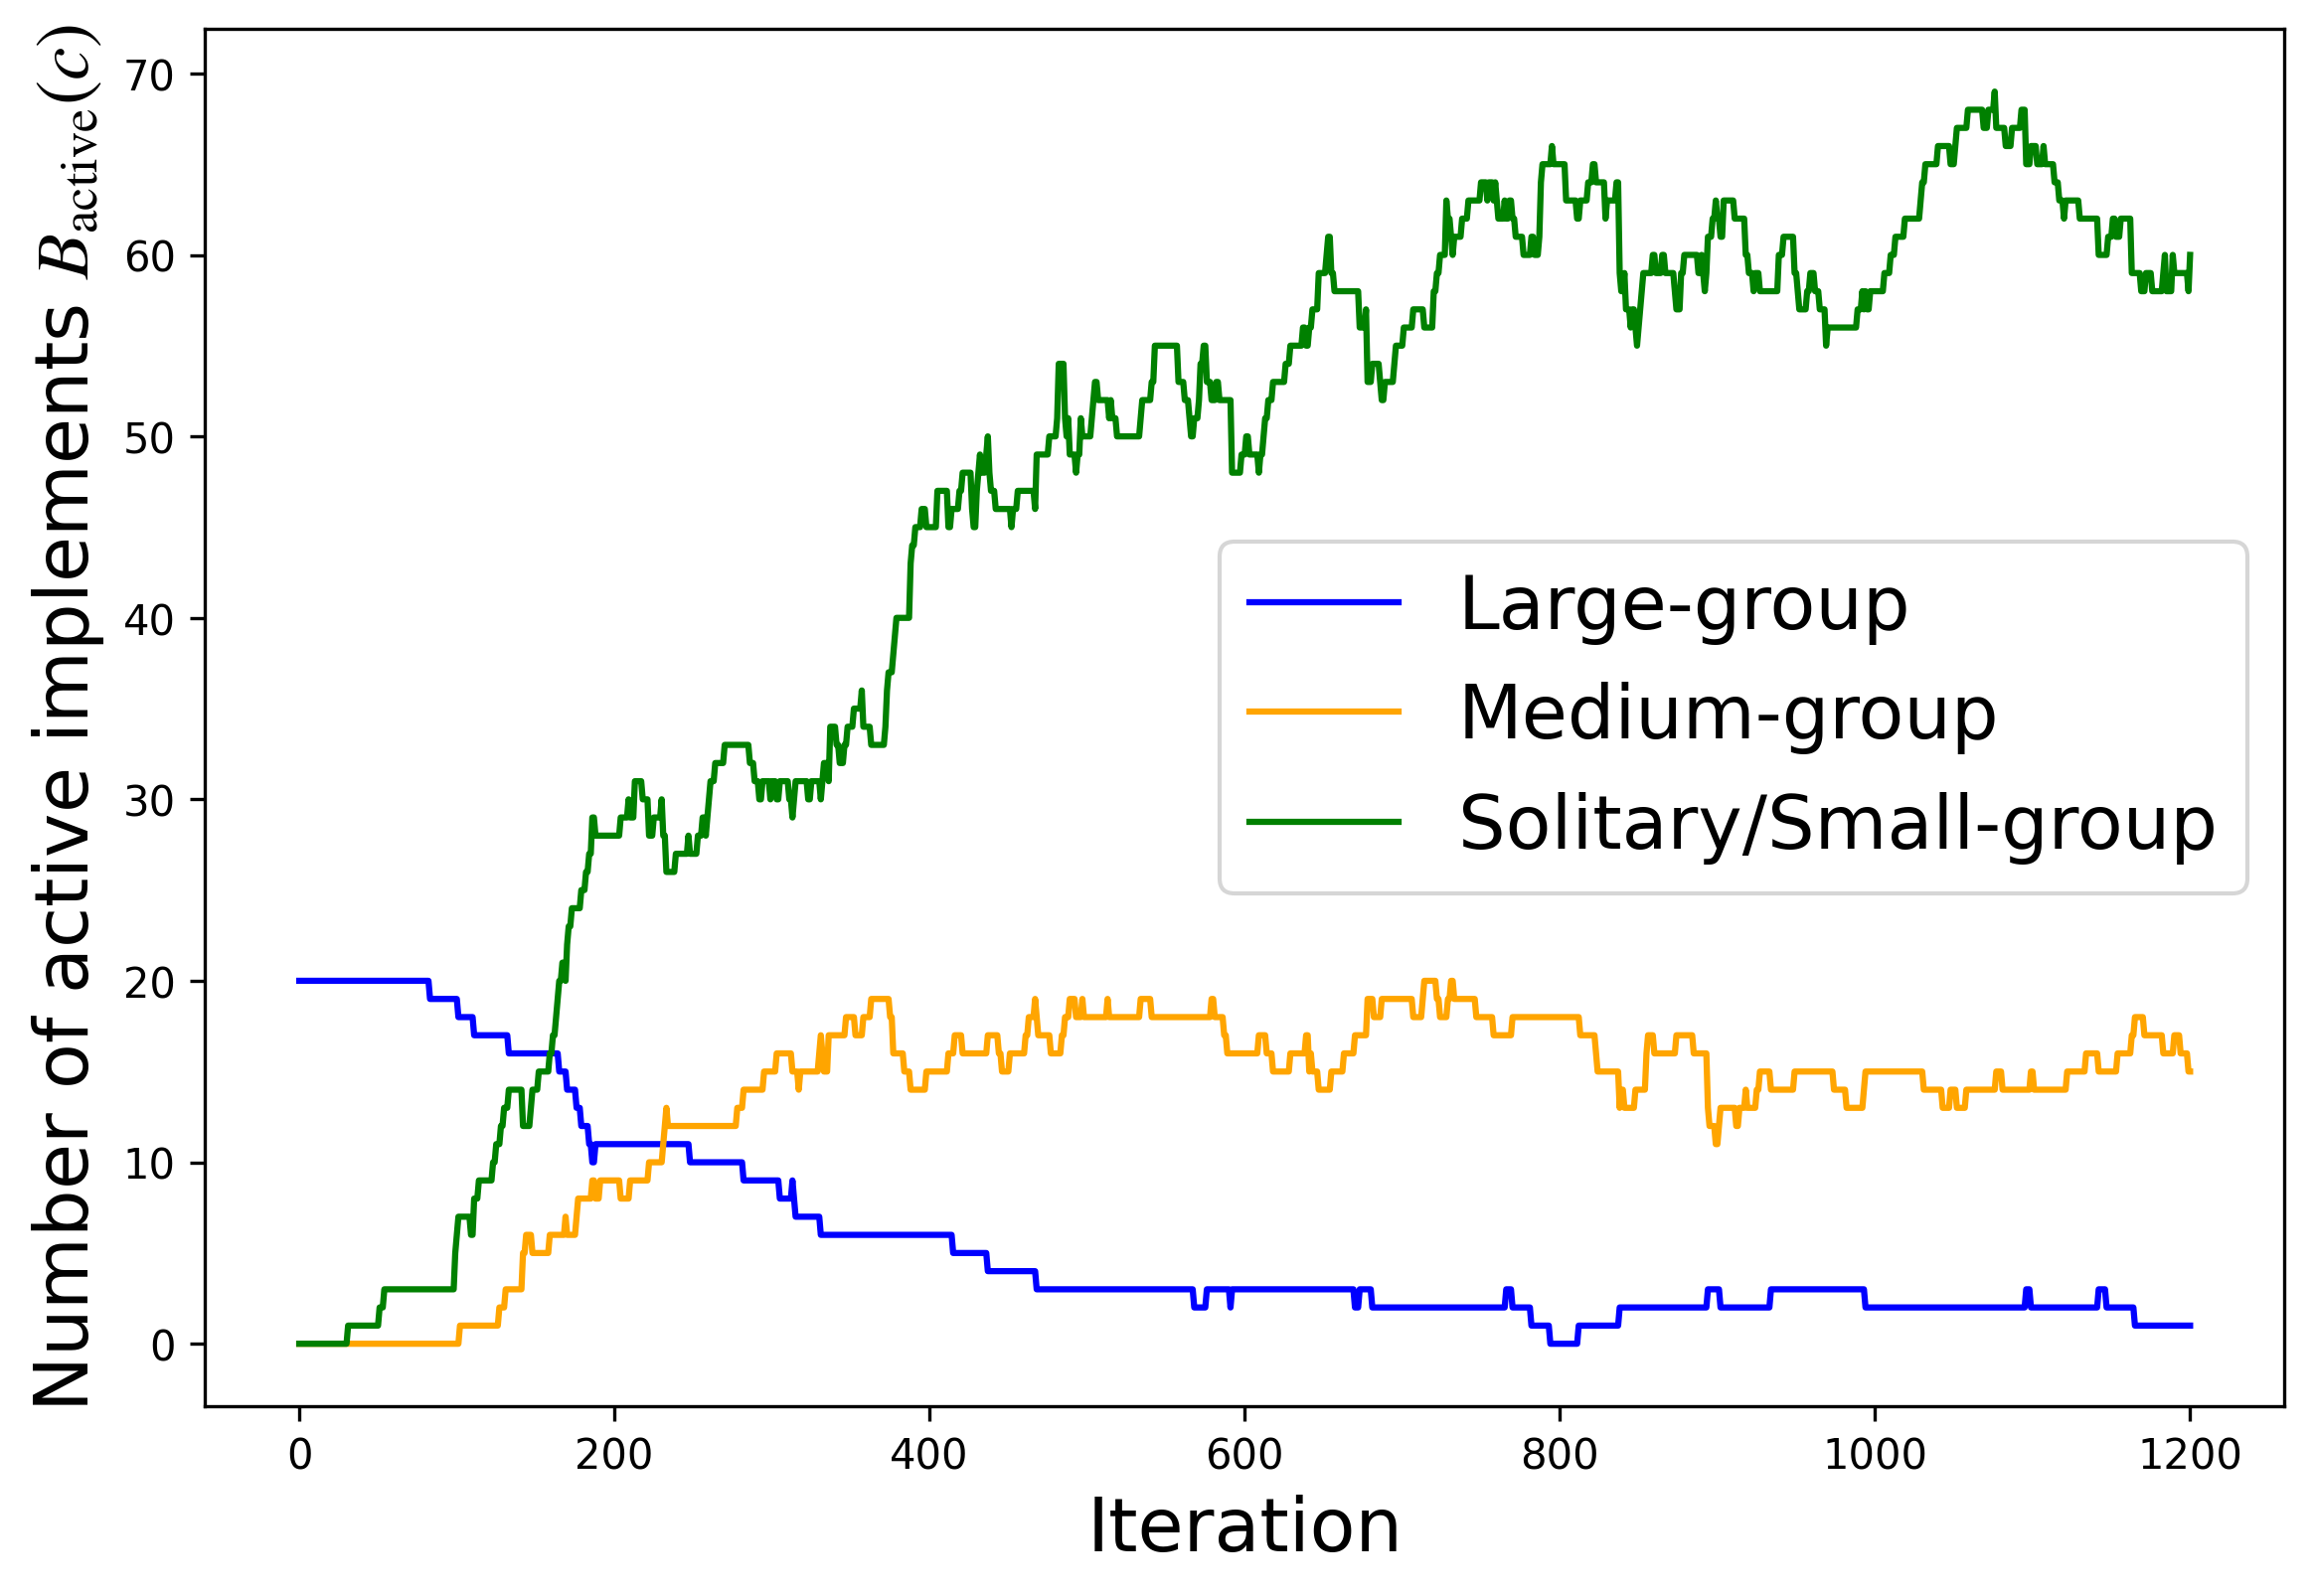 Number of active implements B_active(c)
70
60
50
40
30
20
10
0
Large-group
Medium-group
Solitary/Small-group
0 200 400 600 800 1000 1200
Iteration